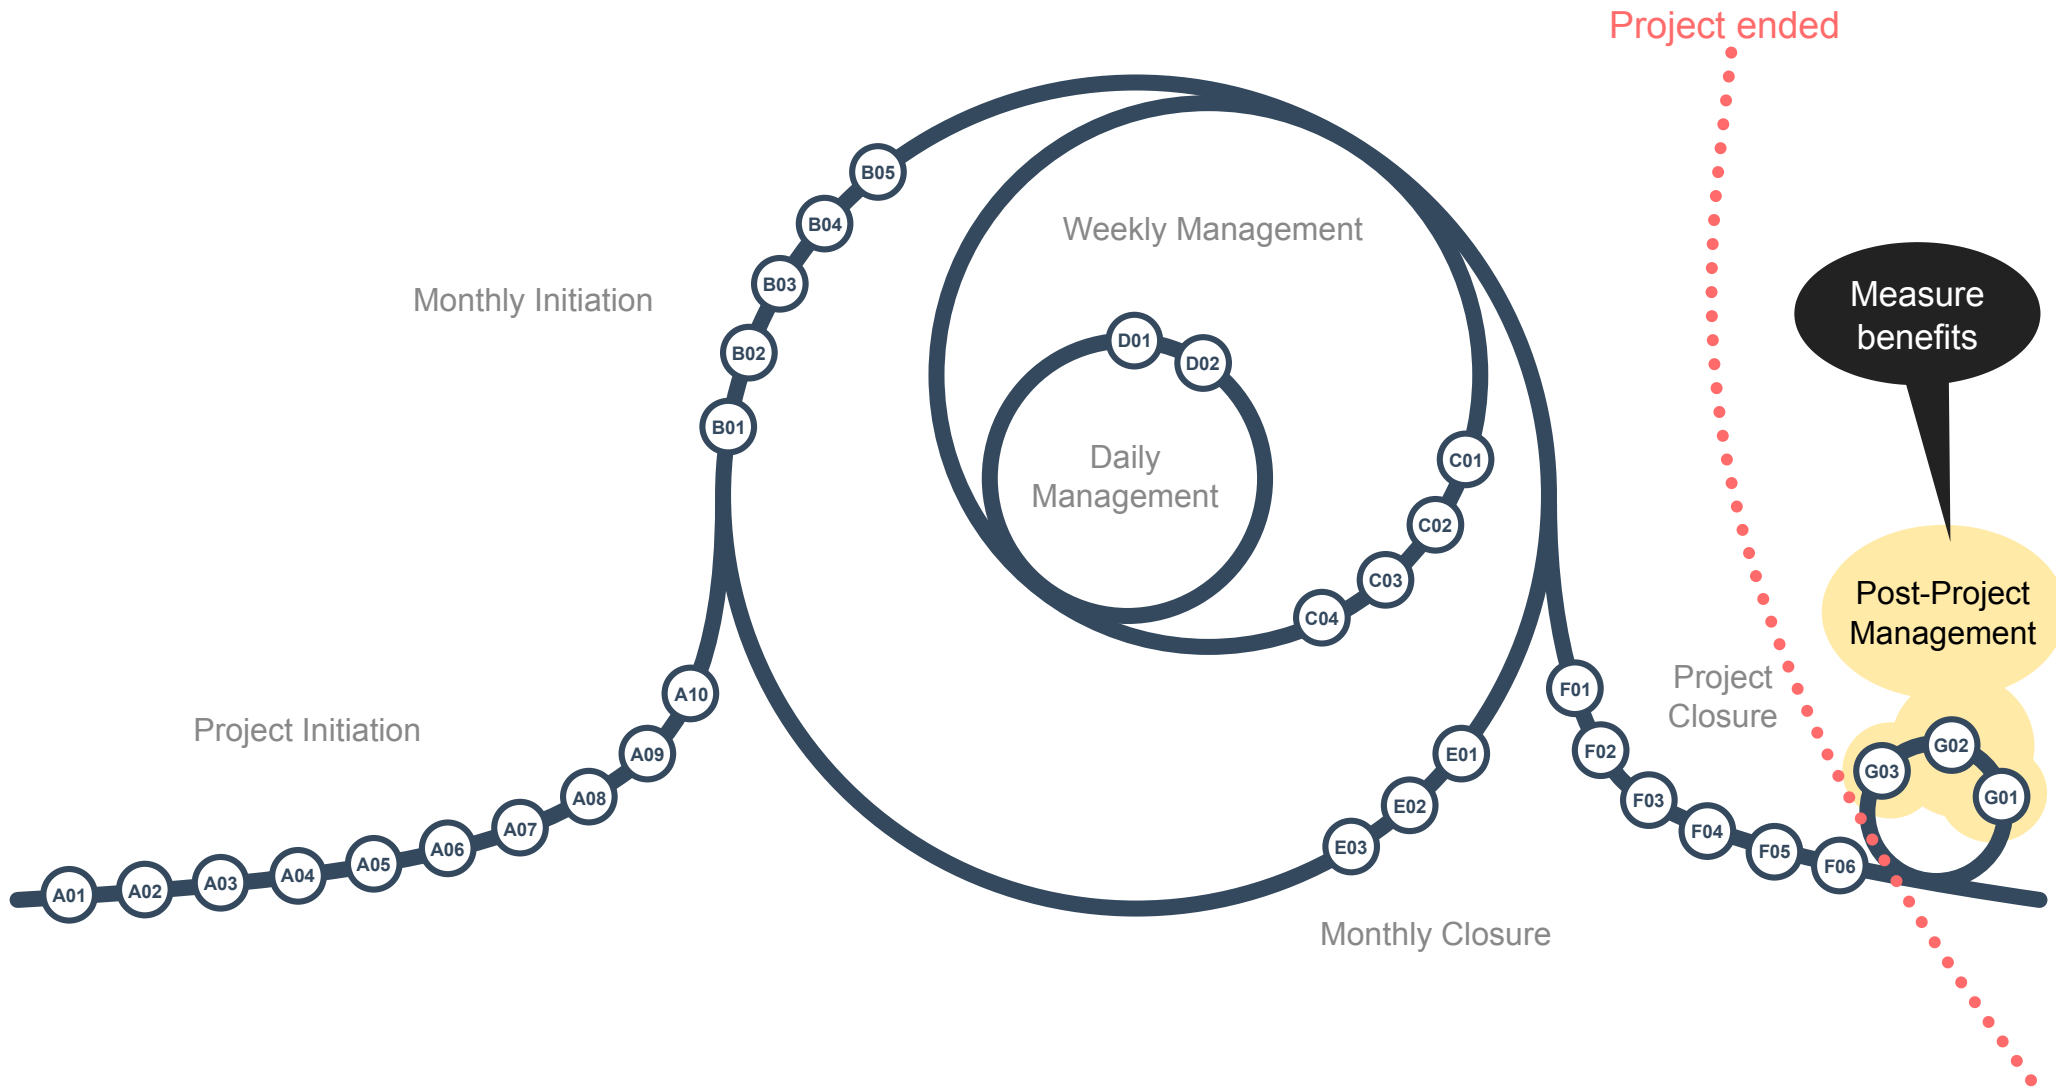 Project ended
Measure
benefits
B05
B04
Weekly Management
B03
Monthly Initiation
B02
D01
D02
B01
Daily
Management
C01
C02
C03
C04
Post-Project
Management
Project
Closure
Project Initiation
A10
A09
A08
A07
A06
A05
A04
A03
A02
A01
F01
F02
F03
F04
F05
F06
G03
G02
G01
E01
E02
E03
Monthly Closure